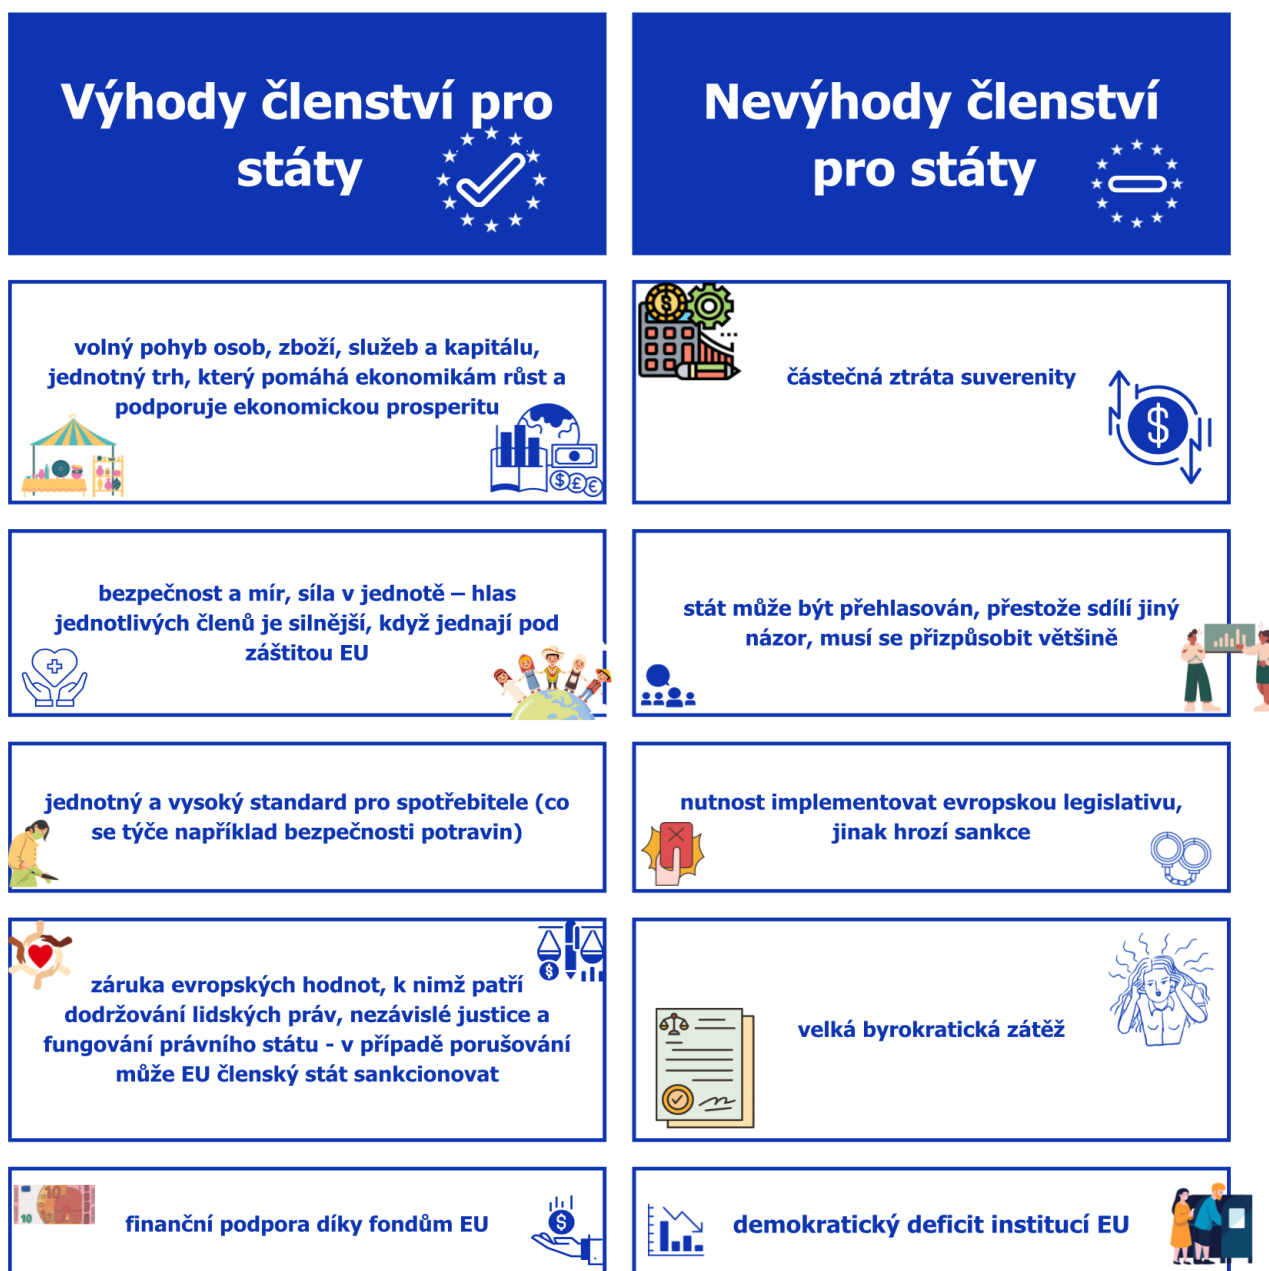 Výhody členství pro
státy
Nevýhody členství
pro státy
volný pohyb osob, zboží, služeb a kapitálu,
jednotný trh, který pomáhá ekonomikám růst a
podporuje ekonomickou prosperitu
částečná ztráta suverenity
bezpečnost a mír, síla v jednotě – hlas
jednotlivých členů je silnější, když jednají pod
záštitou EU
stát může být přehlasován, přestože sdílí jiný
názor, musí se přizpůsobit většině
jednotný a vysoký standard pro spotřebitele (co
se týče například bezpečnosti potravin)
nutnost implementovat evropskou legislativu,
jinak hrozí sankce
záruka evropských hodnot, k nimž patří
dodržování lidských práv, nezávislé justice a
fungování právního státu - v případě porušování
může EU členský stát sankcionovat
velká byrokratická zátěž
10
finanční podpora díky fondům EU
demokratický deficit institucí EU